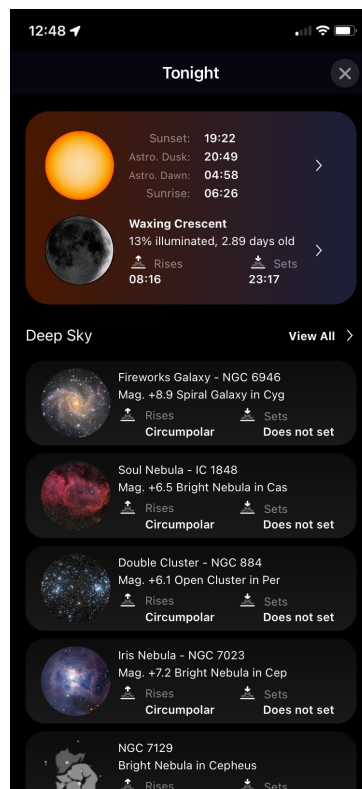 12:48
Tonight
Sunset: 19:22
Astro. Dusk: 20:49
Astro. Dawn: 04:58
Sunrise: 06:26
Waxing Crescent
13% illuminated, 2.89 days old
Rises Sets
08:16 23:17
Deep Sky View All
Fireworks Galaxy - NGC 6946
Mag. +8.9 Spiral Galaxy in Cyg
Rises Sets
Circumpolar Does not set
Soul Nebula - IC 1848
Mag. +6.5 Bright Nebula in Cas
Rises Sets
Circumpolar Does not set
Double Cluster - NGC 884
Mag. +6.1 Open Cluster in Per
Rises Sets
Circumpolar Does not set
Iris Nebula - NGC 7023
Mag. +7.2 Bright Nebula in Cep
Rises Sets
Circumpolar Does not set
NGC 7129
Bright Nebula in Cepheus
Rises Sets